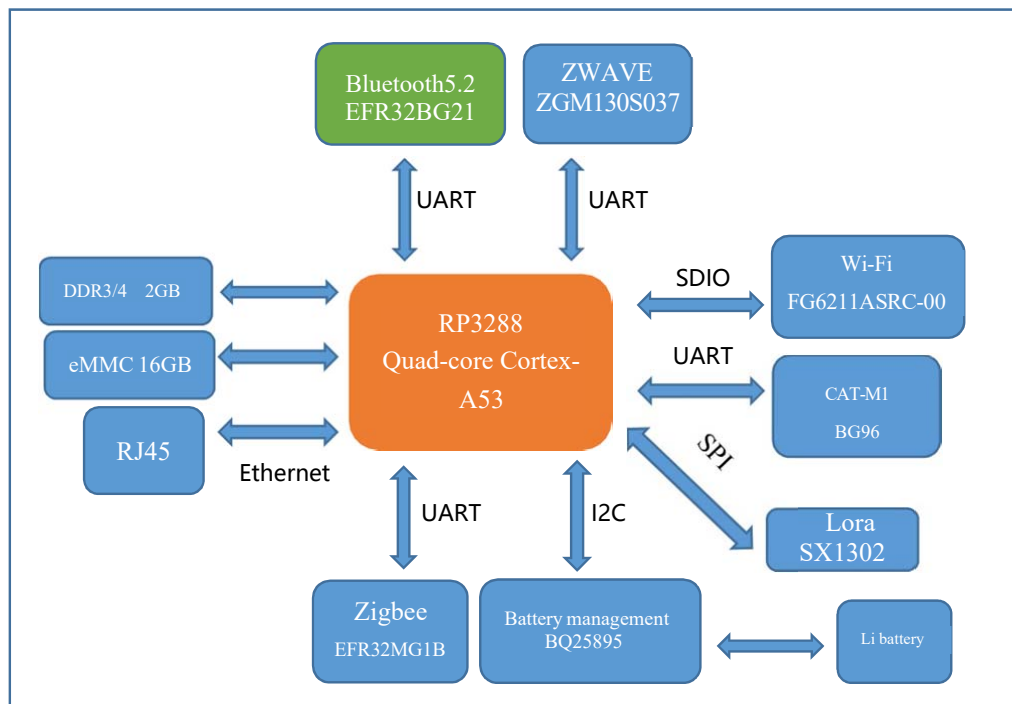 Bluetooth5.2
EFR32BG21
ZWAVE
ZGM130S037
UART
UART
DDR3/4 2GB
eMMC 16GB
RJ45
Ethernet
RP3288
Quad-core Cortex-
A53
SDIO
Wi-Fi
FG6211ASRC-00
UART
CAT-M1
BG96
SPI
Lora
SX1302
UART
I2C
Zigbee
EFR32MG1B
Battery management
BQ25895
Li battery